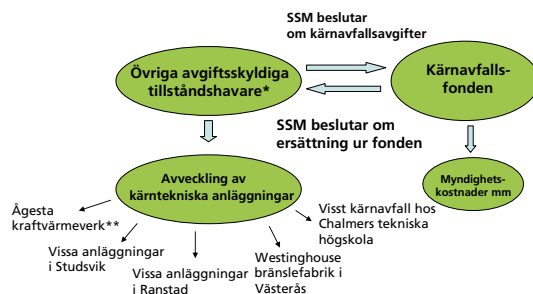 SSM beslutar
om kärnavfallsavgifter
Övriga avgiftsskyldiga
tillståndshavare*
Kärnavfalls-
fonden
SSM beslutar om
ersättning ur fonden
Avveckling av
kärntekniska anläggningar
Myndighets-
kostnader mm
Ågesta
kraftvärmeverk**
Vissa anläggningar
i Studsvik
Vissa anläggningar
i Ranstad
Westinghouse
bränslefabrik i
Västerås
Visst kärnavfall hos
Chalmers tekniska
högskola